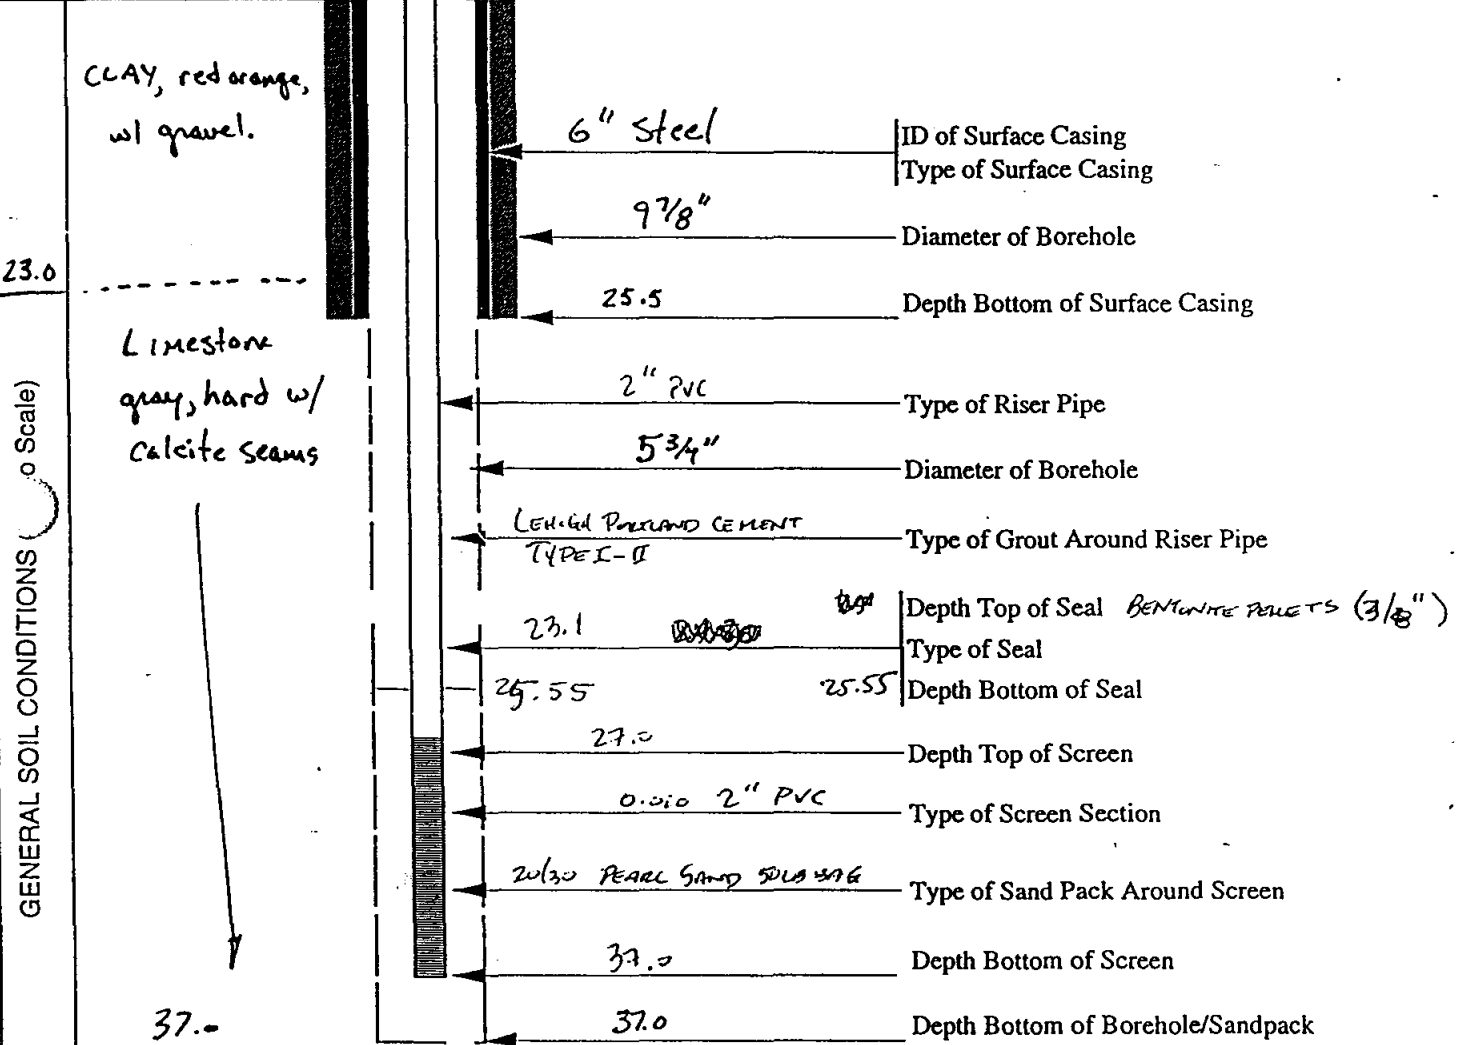 CLAY, red orange,
w/ gravel.
6" Steel
ID of Surface Casing
Type of Surface Casing
9 7/8"
Diameter of Borehole
23.0
25.5
Depth Bottom of Surface Casing
Limestone
gray, hard w/
Calcite Seams
2" PVC
Type of Riser Pipe
5 3/4"
Diameter of Borehole
LEHIGH PORTLAND CEMENT
TYPE I-II
Type of Grout Around Riser Pipe
Depth Top of Seal BENTONITE PELLETS (3/8")
23.1
Type of Seal
25.55 25.55 Depth Bottom of Seal
27.0
Depth Top of Screen
0.010 2" PVC
Type of Screen Section
20/30 PEARL SAND 50LB BAG
Type of Sand Pack Around Screen
37.0
Depth Bottom of Screen
37.-
37.0
Depth Bottom of Borehole/Sandpack
GENERAL SOIL CONDITIONS ( o Scale)